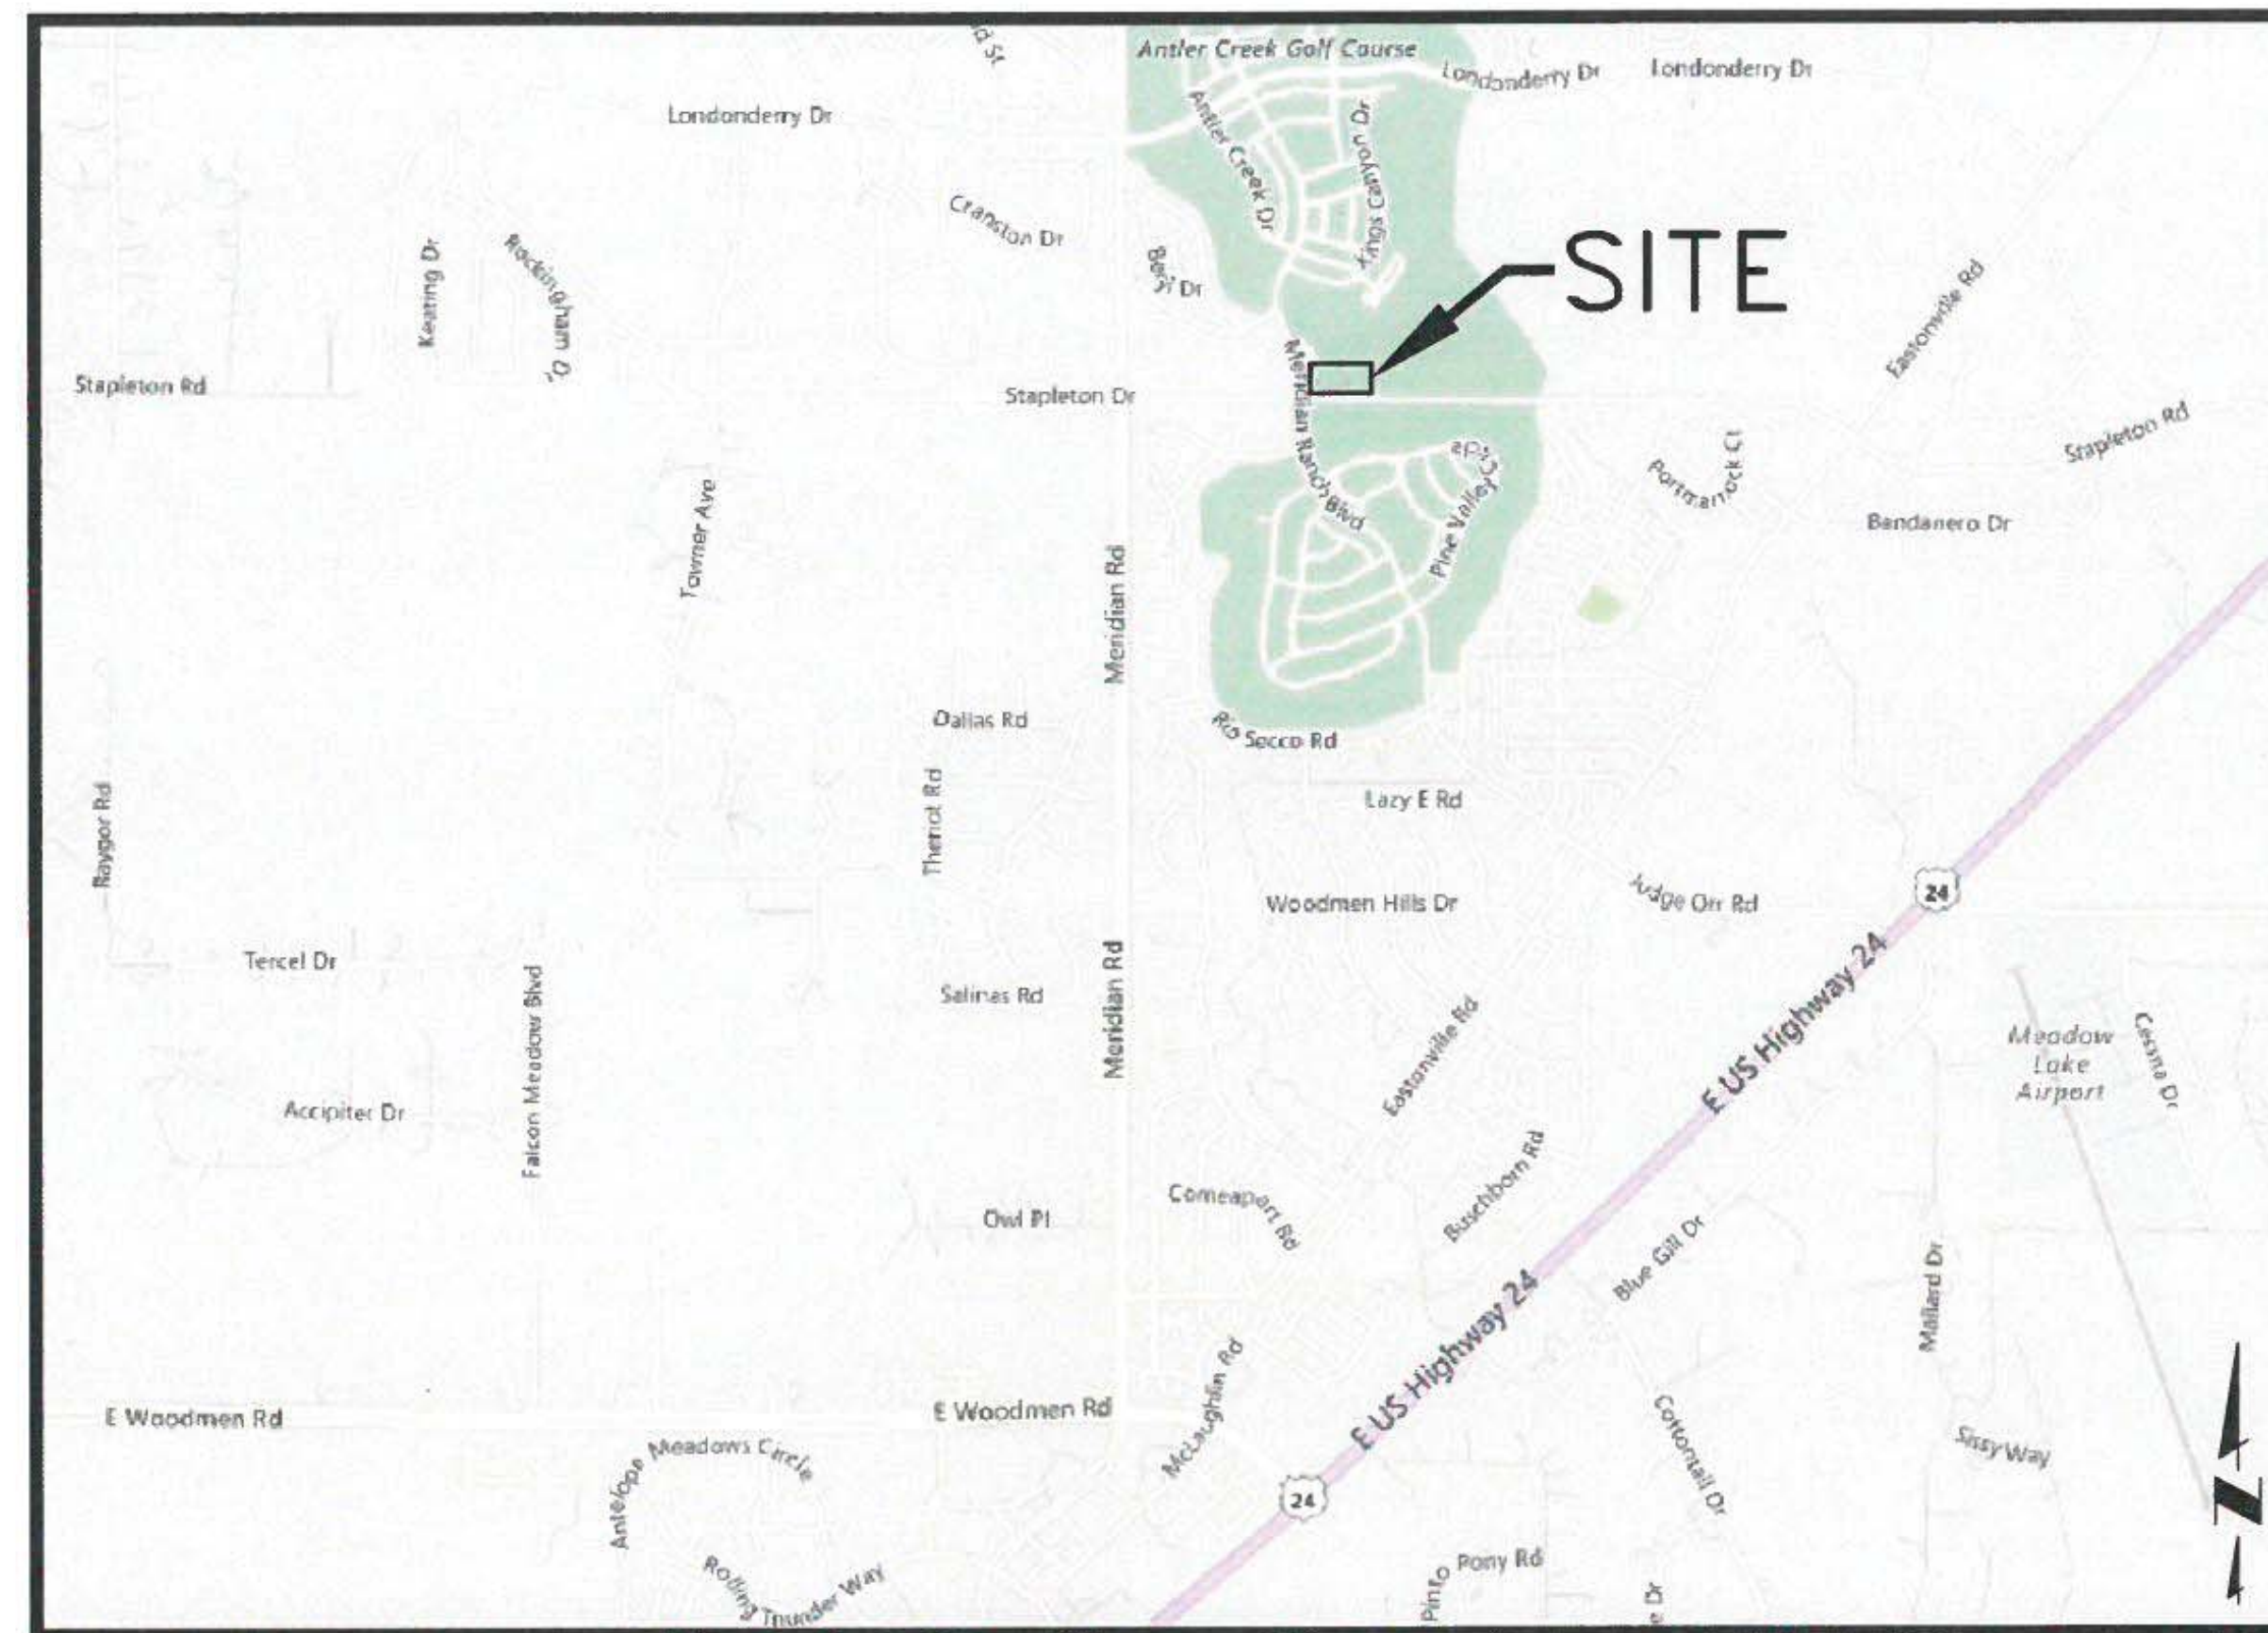 Antler Creek Golf Course
Londonderry Dr
Londonderry Dr
Londonderry Dr
Antler Creek Dr
Kings Canyon Dr
Cranston Dr
Dr
SITE
Keating Dr
Rockingham
Eastonville Rd
Stapleton Rd
Stapleton Dr
Meridian Ranch Blvd
Stapleton Rd
Pine Valley
Portmarnock Ct
Bandanero Dr
Towner Ave
Meridian Rd
Dallas Rd
Rio Secco Rd
Raygor Rd
Theriot Rd
Lazy E Rd
Woodmen Hills Dr
Judge Orr Rd
24
Tercel Dr
Falcon Meadow Blvd
Salinas Rd
Meridian Rd
Eastonville Rd
E US Highway 24
Meadow
Lake
Airport
Cessna Dr
Accipiter Dr
Owl Pl
Comeapart Rd
Buschborn Rd
Blue Gill Dr
Mallard Dr
E US Highway 24
E Woodmen Rd
E Woodmen Rd
McLaughlin Rd
Antelope Meadows Circle
Cottontail Dr
Sissy Way
24
Rolling Thunder Way
Pinto Pony Rd
e Dr
N